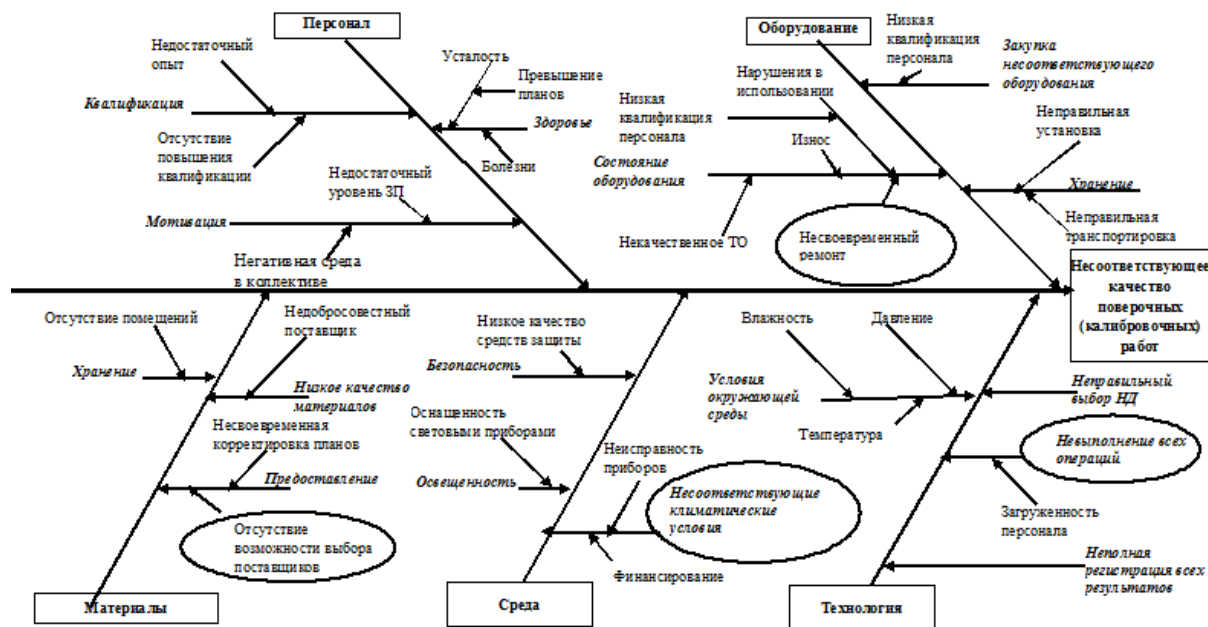 Персонал
Недостаточный
опыт
Усталость
Превышение
планов
Квалификация
Здоровье
Отсутствие
повышения
квалификации
Болезни
Недостаточный
уровень ЗП
Мотивация
Негативная среда
в коллективе
Оборудование
Низкая
квалификация
персонала
Закупка
несоответствующего
оборудования
Нарушения в
использовании
Низкая
квалификация
персонала
Неправильная
установка
Износ
Состояние
оборудования
Хранение
Некачественное ТО
Несвоевременный
ремонт
Неправильная
транспортировка
Несоответствующее
качество
поверочных
(калибровочных)
работ
Отсутствие помещений
Недобросовестный
поставщик
Хранение
Низкое качество
материалов
Несвоевременная
корректировка планов
Предоставление
Отсутствие
возможности выбора
поставщиков
Материалы
Низкое качество
средств защиты
Безопасность
Оснащенность
световыми приборами
Неисправность
приборов
Освещенность
Несоответствующие
климатические
условия
Финансирование
Среда
Влажность
Давление
Условия
окружающей
среды
Температура
Неправильный
выбор НД
Невыполнение всех
операций
Загруженность
персонала
Неполная
регистрация всех
результатов
Технология